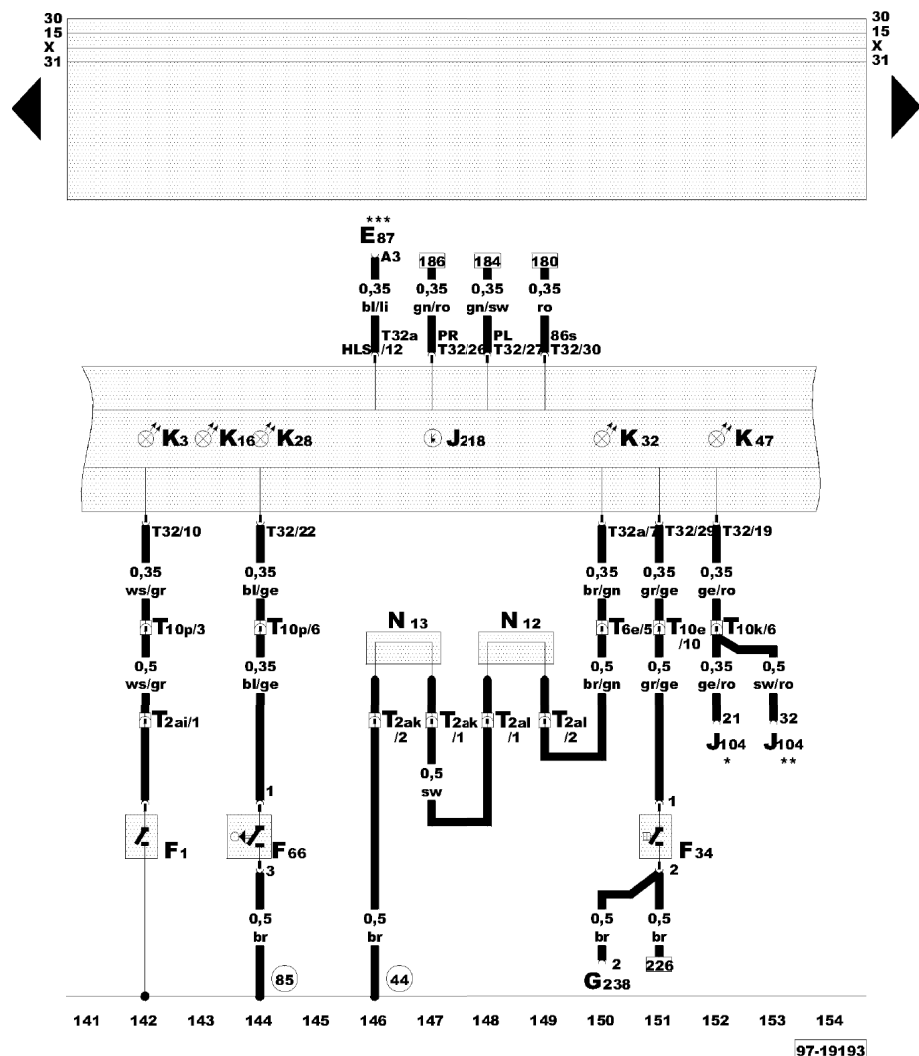 30 30
15 15
X X
31 31
***
E87
A3 186 184 180
0,35 0,35 0,35 0,35
bl/li gn/ro gn/sw ro
T32a PR PL 86s
HLS /12 T32/26 T32/27 T32/30
K3 K16 K28 J218 K32 K47
T32/10 T32/22 T32a/7 T32/29 T32/19
0,35 0,35 0,35 0,35 0,35
ws/gr bl/ge br/gn gr/ge ge/ro
N13 N12
T10p/3 T10p/6 T6e/5 T10e/10 T10k/6
0,5 0,35 0,5 0,5 0,35 0,5
ws/gr bl/ge br/gn gr/ge ge/ro sw/ro
T2ai/1 T2ak/2 T2ak/1 T2al/1 T2al/2 21 32
J104 J104
* **
0,5
sw
1 1
F1 F66 F34
3 2
0,5 0,5 0,5 0,5
br br br br
2
85 44 G238 226
141 142 143 144 145 146 147 148 149 150 151 152 153 154
97-19193